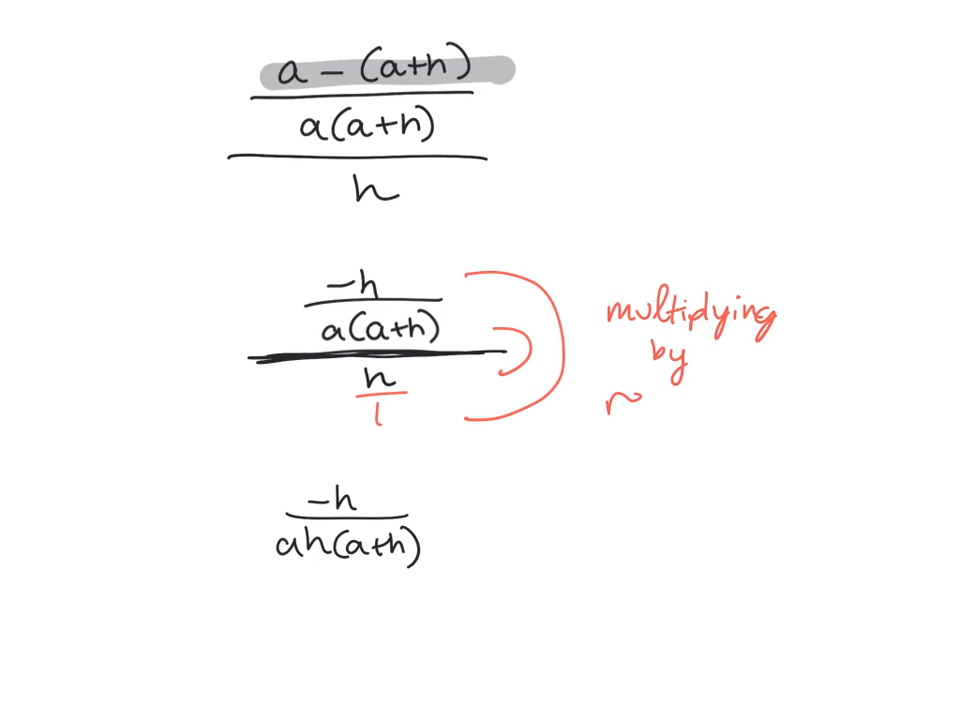 a - (a+h)
a(a+h)
h
-h
a(a+h)
h
1
multiplying
by
r
-h
ah(a+h)